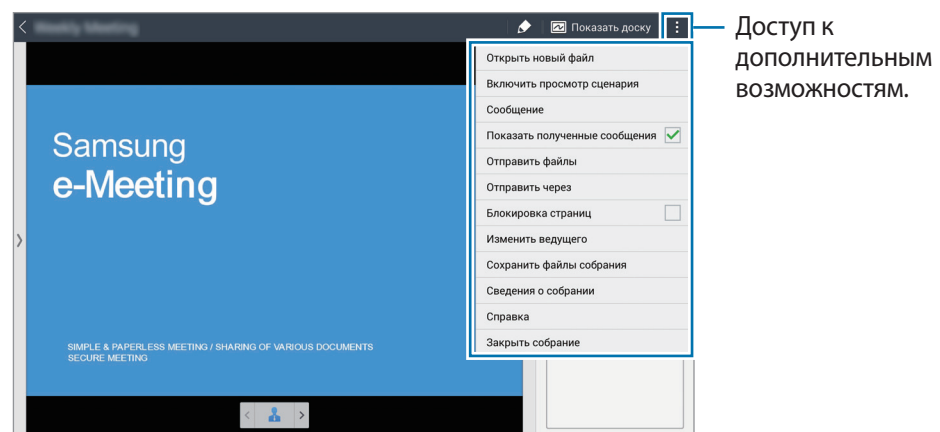 Показать доску
Открыть новый файл
Включить просмотр сценария
Сообщение
Показать полученные сообщения
Отправить файлы
Отправить через
Блокировка страниц
Изменить ведущего
Сохранить файлы собрания
Сведения о собрании
Справка
Закрыть собрание
Samsung
e-Meeting
SIMPLE & PAPERLESS MEETING / SHARING OF VARIOUS DOCUMENTS
SECURE MEETING
Доступ к
дополнительным
возможностям.